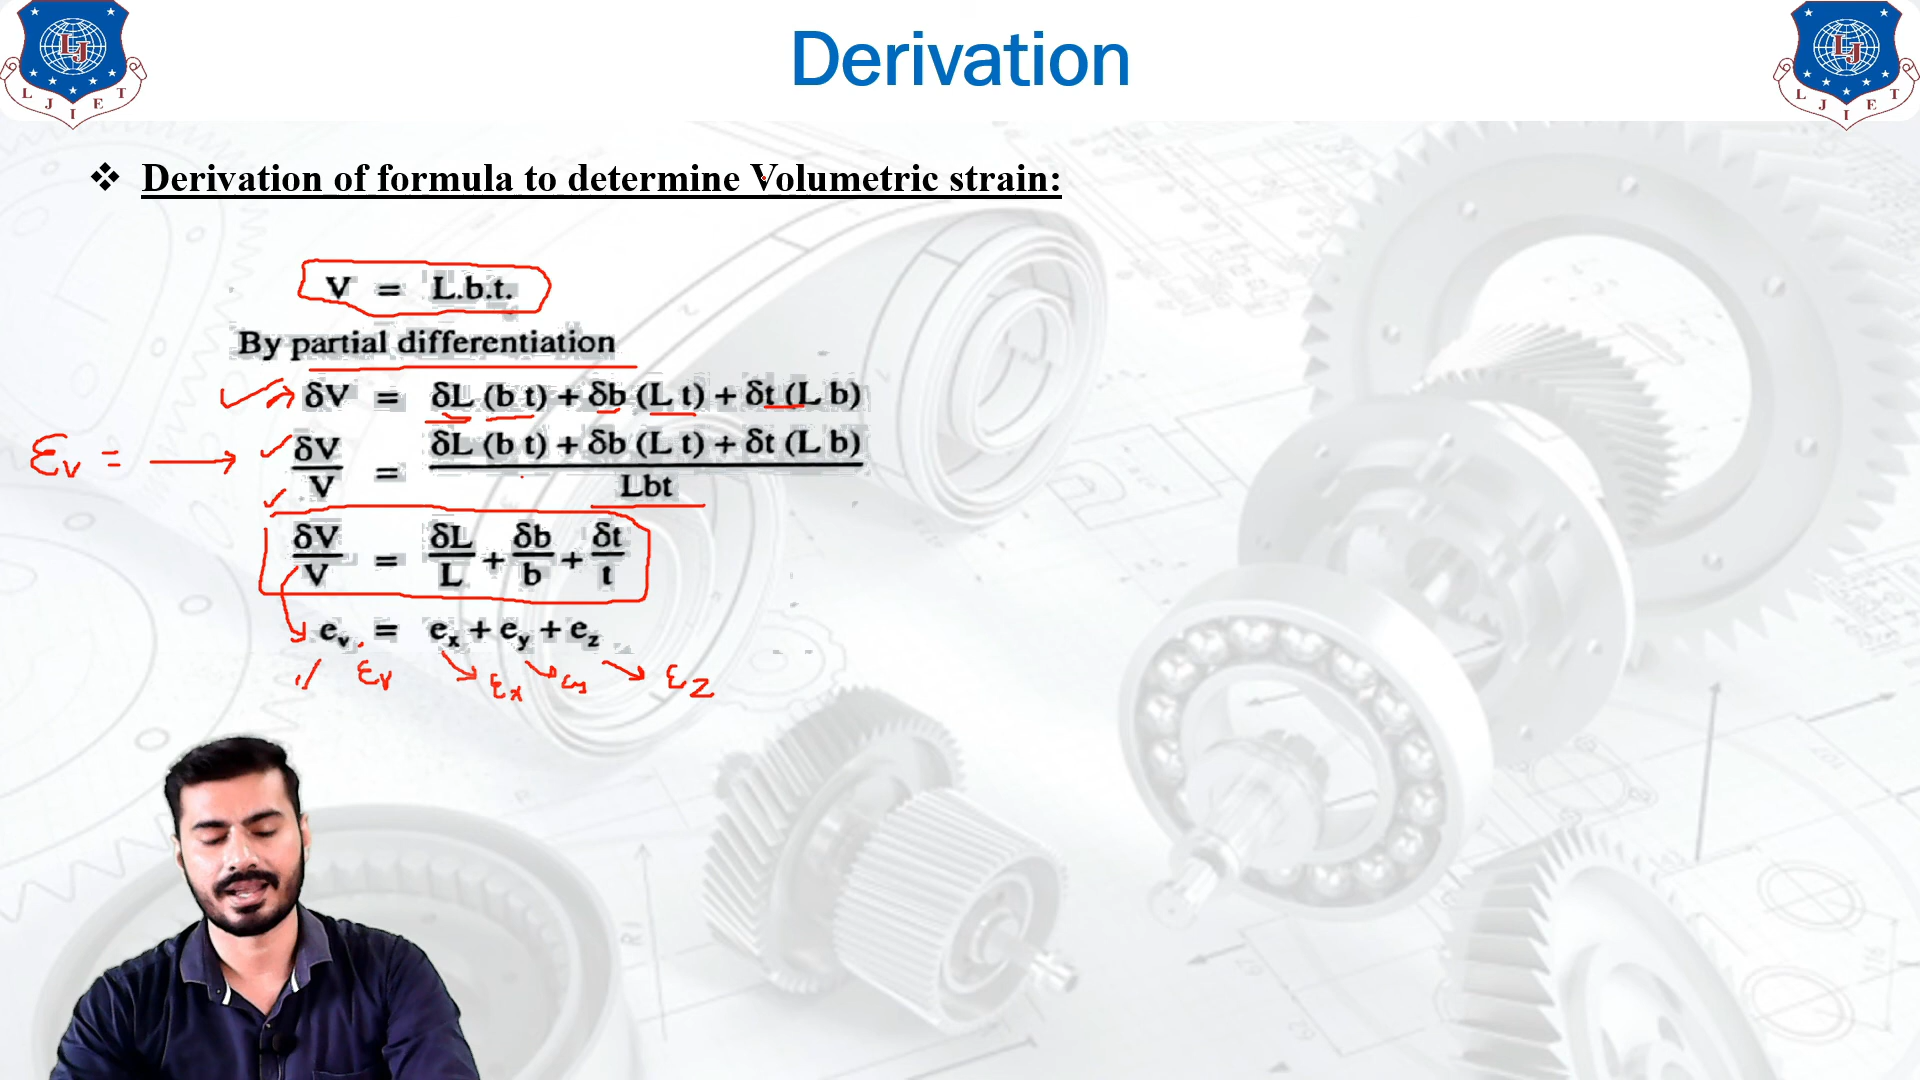 Derivation
L J I E T
L J I E T
❖ Derivation of formula to determine Volumetric strain:
V = L.b.t.
By partial differentiation
δV = δL (b t) + δb (L t) + δt (L b)
εv = → δV/V = δL (b t) + δb (L t) + δt (L b) / Lbt
δV/V = δL/L + δb/b + δt/t
ev = ex + ey + ez
εv εx εy εz